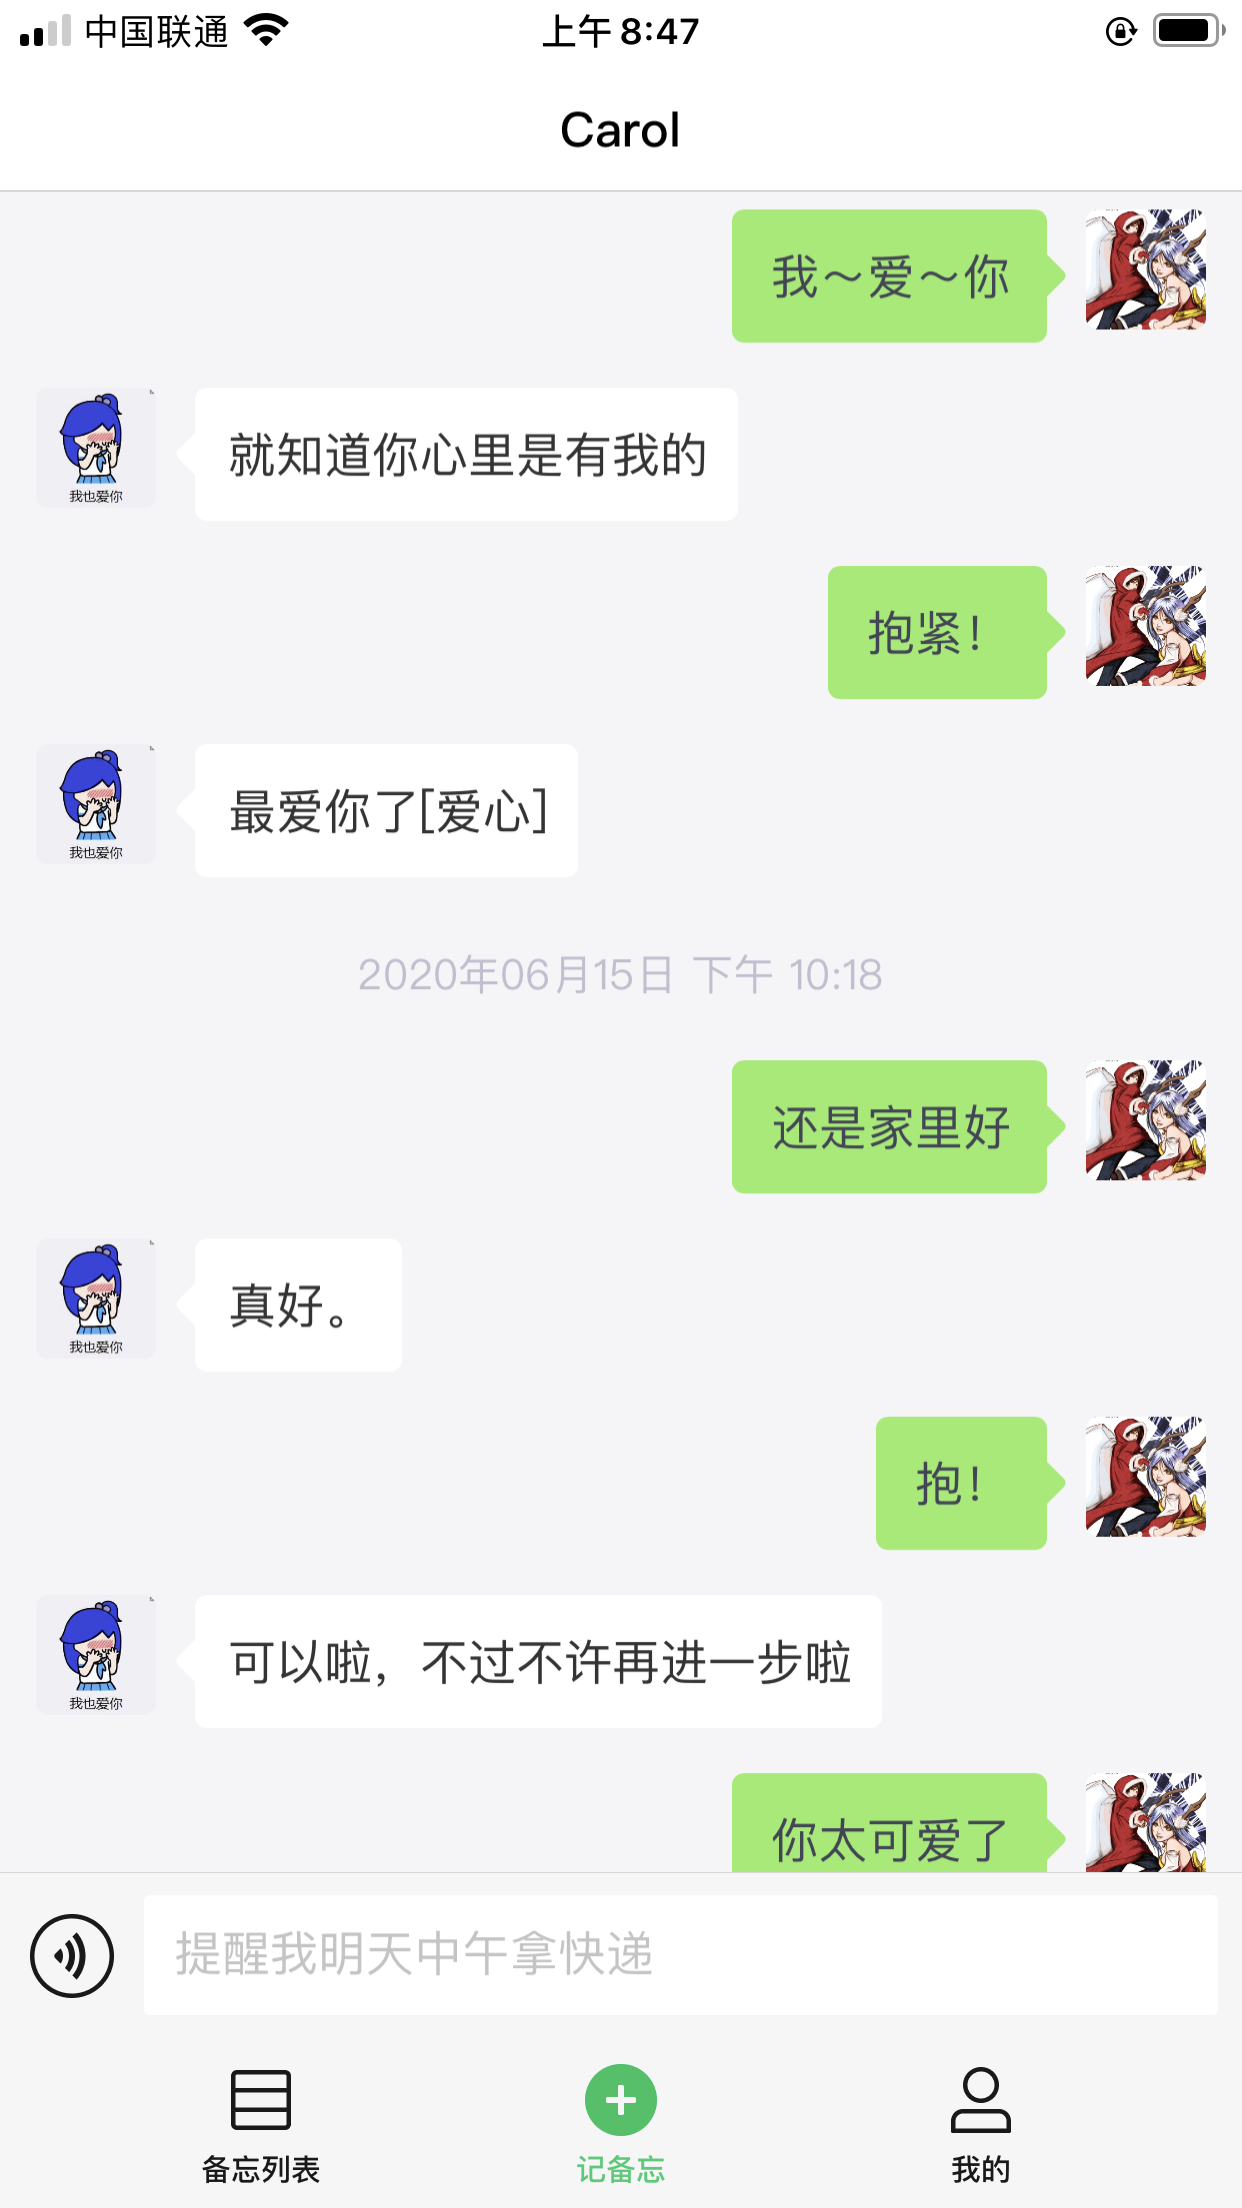 中国联通
上午 8:47
Carol
我～爱～你
就知道你心里是有我的
我也爱你
抱紧！
最爱你了[爱心]
我也爱你
2020年06月15日 下午 10:18
还是家里好
真好。
我也爱你
抱！
可以啦，不过不许再进一步啦
我也爱你
你太可爱了
提醒我明天中午拿快递
备忘列表
记备忘
我的